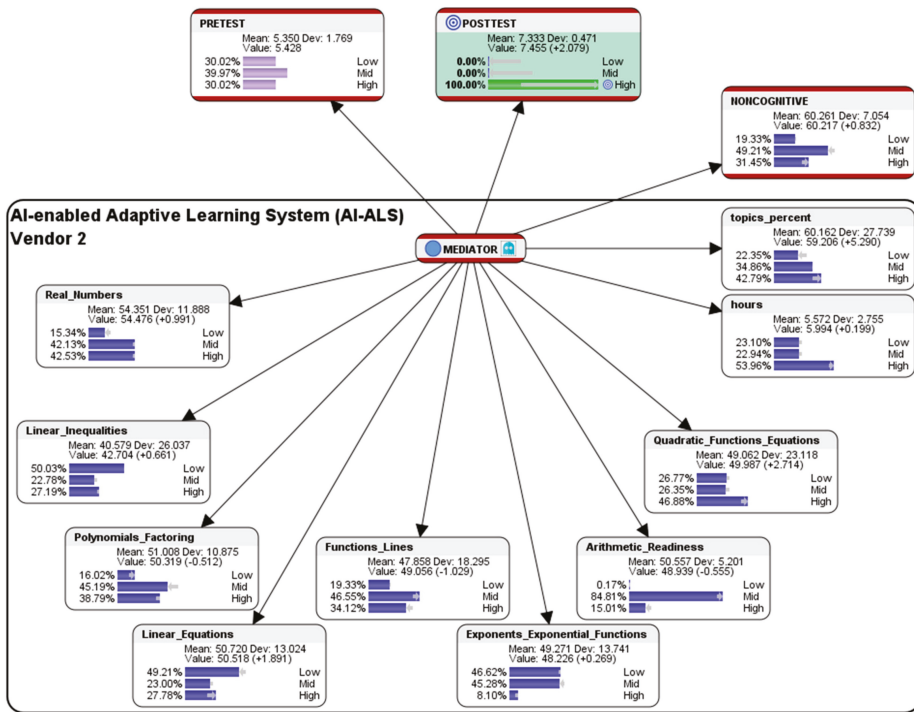 PRETEST
Mean: 5.350 Dev: 1.769
Value: 5.428
30.02% Low
39.97% Mid
30.02% High
POSTTEST
Mean: 7.333 Dev: 0.471
Value: 7.455 (+2.079)
0.00% Low
0.00% Mid
100.00% High
NONCOGNITIVE
Mean: 60.261 Dev: 7.054
Value: 60.217 (+0.832)
19.33% Low
49.21% Mid
31.45% High
AI-enabled Adaptive Learning System (AI-ALS)
Vendor 2
MEDIATOR
topics_percent
Mean: 60.162 Dev: 27.739
Value: 59.206 (+5.290)
22.35% Low
34.86% Mid
42.79% High
Real_Numbers
Mean: 54.351 Dev: 11.888
Value: 54.476 (+0.991)
15.34% Low
42.13% Mid
42.53% High
hours
Mean: 5.572 Dev: 2.755
Value: 5.994 (+0.199)
23.10% Low
22.94% Mid
53.96% High
Linear_Inequalities
Mean: 40.579 Dev: 26.037
Value: 42.704 (+0.661)
50.03% Low
22.78% Mid
27.19% High
Quadratic_Functions_Equations
Mean: 49.062 Dev: 23.118
Value: 49.987 (+2.714)
26.77% Low
26.35% Mid
46.88% High
Polynomials_Factoring
Mean: 51.008 Dev: 10.875
Value: 50.319 (-0.512)
16.02% Low
45.19% Mid
38.79% High
Functions_Lines
Mean: 47.858 Dev: 18.295
Value: 49.056 (-1.029)
19.33% Low
46.55% Mid
34.12% High
Arithmetic_Readiness
Mean: 50.557 Dev: 5.201
Value: 48.939 (-0.555)
0.17% Low
84.81% Mid
15.01% High
Linear_Equations
Mean: 50.720 Dev: 13.024
Value: 50.518 (+1.891)
49.21% Low
23.00% Mid
27.78% High
Exponents_Exponential_Functions
Mean: 49.271 Dev: 13.741
Value: 48.226 (+0.269)
46.62% Low
45.28% Mid
8.10% High